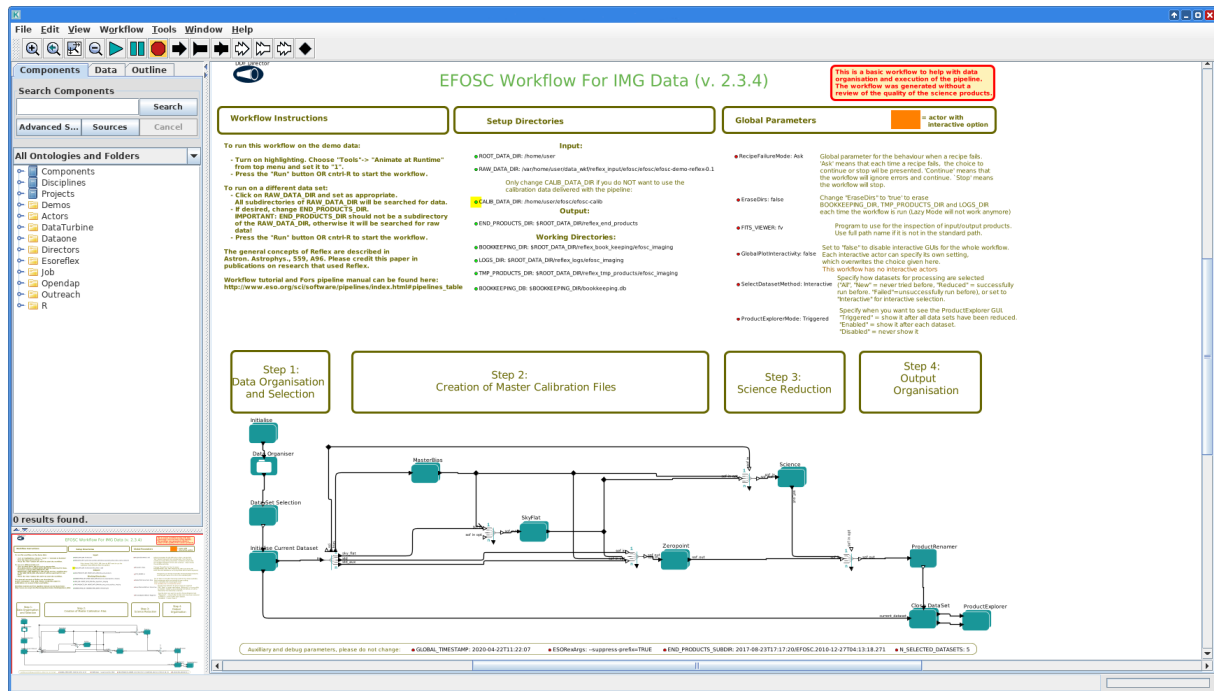 File Edit View Workflow Tools Window Help
Components Data Outline
Search Components
Search
Advanced S... Sources Cancel
All Ontologies and Folders
Components
Disciplines
Projects
Demos
Actors
DataTurbine
Dataone
Directors
Esoreflex
Job
Opendap
Outreach
R
0 results found.
DDF Director
EFOSC Workflow For IMG Data (v. 2.3.4)
This is a basic workflow to help with data
organisation and execution of the pipeline.
The workflow was generated without a
review of the quality of the science products.
Workflow Instructions
Setup Directories
Global Parameters
= actor with
interactive option
To run this workflow on the demo data:
- Turn on highlighting. Choose "Tools"-> "Animate at Runtime"
from top menu and set it to "1".
- Press the "Run" button OR cntrl-R to start the workflow.
To run on a different data set:
- Click on RAW_DATA_DIR and set as appropriate.
All subdirectories of RAW_DATA_DIR will be searched for data.
- If desired, change END_PRODUCTS_DIR.
IMPORTANT: END_PRODUCTS_DIR should not be a subdirectory
of the RAW_DATA_DIR, otherwise it will be searched for raw
data!
- Press the "Run" button OR cntrl-R to start the workflow.
The general concepts of Reflex are described in
Astron. Astrophys., 559, A96. Please credit this paper in
publications on research that used Reflex.
Workflow tutorial and Fors pipeline manual can be found here:
http://www.eso.org/sci/software/pipelines/index.html#pipelines_table
Input:
ROOT_DATA_DIR: /home/user
RAW_DATA_DIR: /var/home/user/data_wkf/reflex_input/efosc/efosc-demo-reflex-0.1
Only change CALIB_DATA_DIR if you do NOT want to use the
calibration data delivered with the pipeline:
CALIB_DATA_DIR: /home/user/efosc/efosc-calib
Output:
END_PRODUCTS_DIR: $ROOT_DATA_DIR/reflex_end_products
Working Directories:
BOOKKEEPING_DIR: $ROOT_DATA_DIR/reflex_book_keeping/efosc_imaging
LOGS_DIR: $ROOT_DATA_DIR/reflex_logs/efosc_imaging
TMP_PRODUCTS_DIR: $ROOT_DATA_DIR/reflex_tmp_products/efosc_imaging
BOOKKEEPING_DB: $BOOKKEEPING_DIR/bookkeeping.db
RecipeFailureMode: Ask
Global parameter for the behaviour when a recipe fails.
'Ask' means that each time a recipe fails, the choice to
continue or stop wil be presented. 'Continue' means that
the workflow will ignore errors and continue. `Stop' means
the workflow will stop.
EraseDirs: false
Change "EraseDirs" to 'true' to erase
BOOKKEEPING_DIR, TMP_PRODUCTS_DIR and LOGS_DIR
each time the workflow is run (Lazy Mode will not work anymore)
FITS_VIEWER: fv
Program to use for the inspection of input/output products.
Use full path name if it is not in the standard path.
GlobalPlotInteractivity: false
Set to "false" to disable interactive GUIs for the whole workflow.
Each interactive actor can specify its own setting,
which overwrites the choice given here.
This workflow has no interactive actors
SelectDatasetMethod: Interactive
Specify how datasets for processing are selected
("All", "New" = never tried before, "Reduced" = successfully
run before. "Failed"=unsuccessfully run before), or set to
"Interactive" for interactive selection.
ProductExplorerMode: Triggered
Specify when you want to see the ProductExplorer GUI.
"Triggered" = show it after all data sets have been reduced.
"Enabled" = show it after each dataset.
"Disabled" = never show it
Step 1:
Data Organisation
and Selection
Step 2:
Creation of Master Calibration Files
Step 3:
Science Reduction
Step 4:
Output
Organisation
Initialise
Data Organiser
DataSet Selection
Initialise Current Dataset
MasterBias
SkyFlat
Zeropoint
Science
ProductRenamer
Close DataSet
ProductExplorer
current_dataset
Auxiliary and debug parameters, please do not change:
GLOBAL_TIMESTAMP: 2020-04-22T11:22:07
ESORexArgs: --suppress-prefix=TRUE
END_PRODUCTS_SUBDIR: 2017-08-23T17:17:20/EFOSC.2010-12-27T04:13:18.271
N_SELECTED_DATASETS: 5